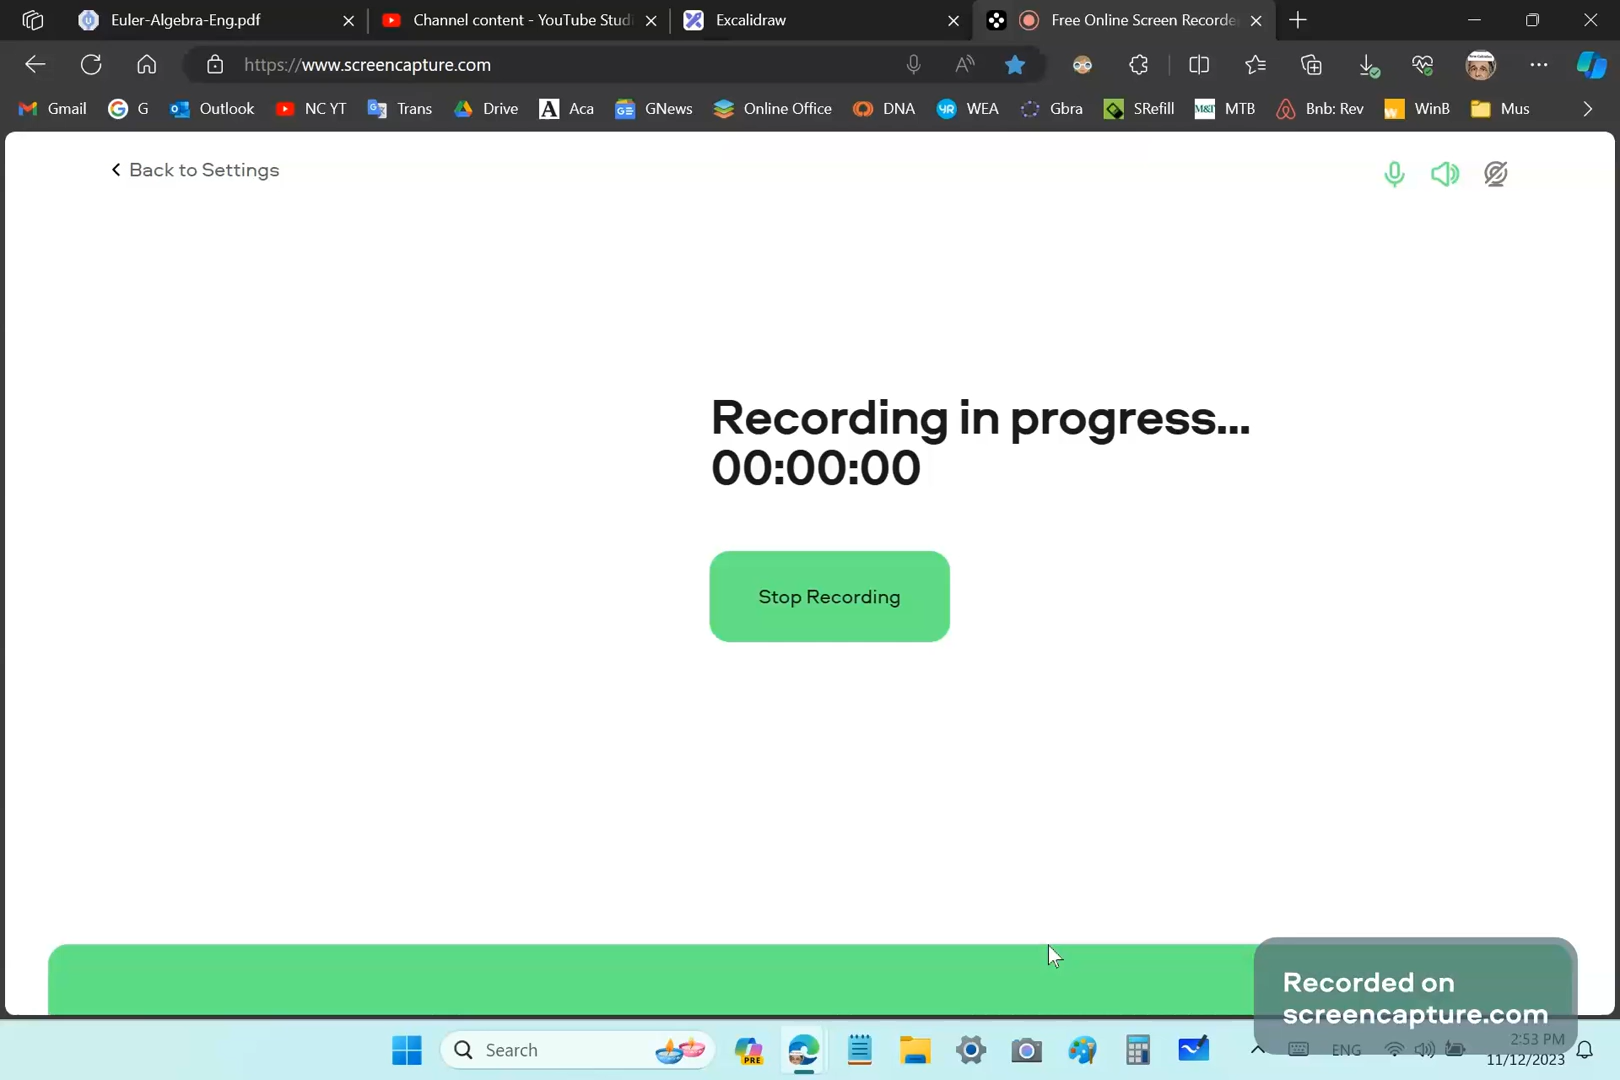 Euler-Algebra-Eng.pdf
Channel content - YouTube Studi
Excalidraw
Free Online Screen Recorde
https://www.screencapture.com
Gmail
G
Outlook
NC YT
Trans
Drive
A Aca
GNews
Online Office
DNA
WEA
Gbra
SRefill
M&T MTB
Bnb: Rev
WinB
Mus
Back to Settings
Recording in progress...
00:00:00
Stop Recording
Recorded on
screencapture.com
Search
PRE
ENG
2:53 PM
11/12/2023